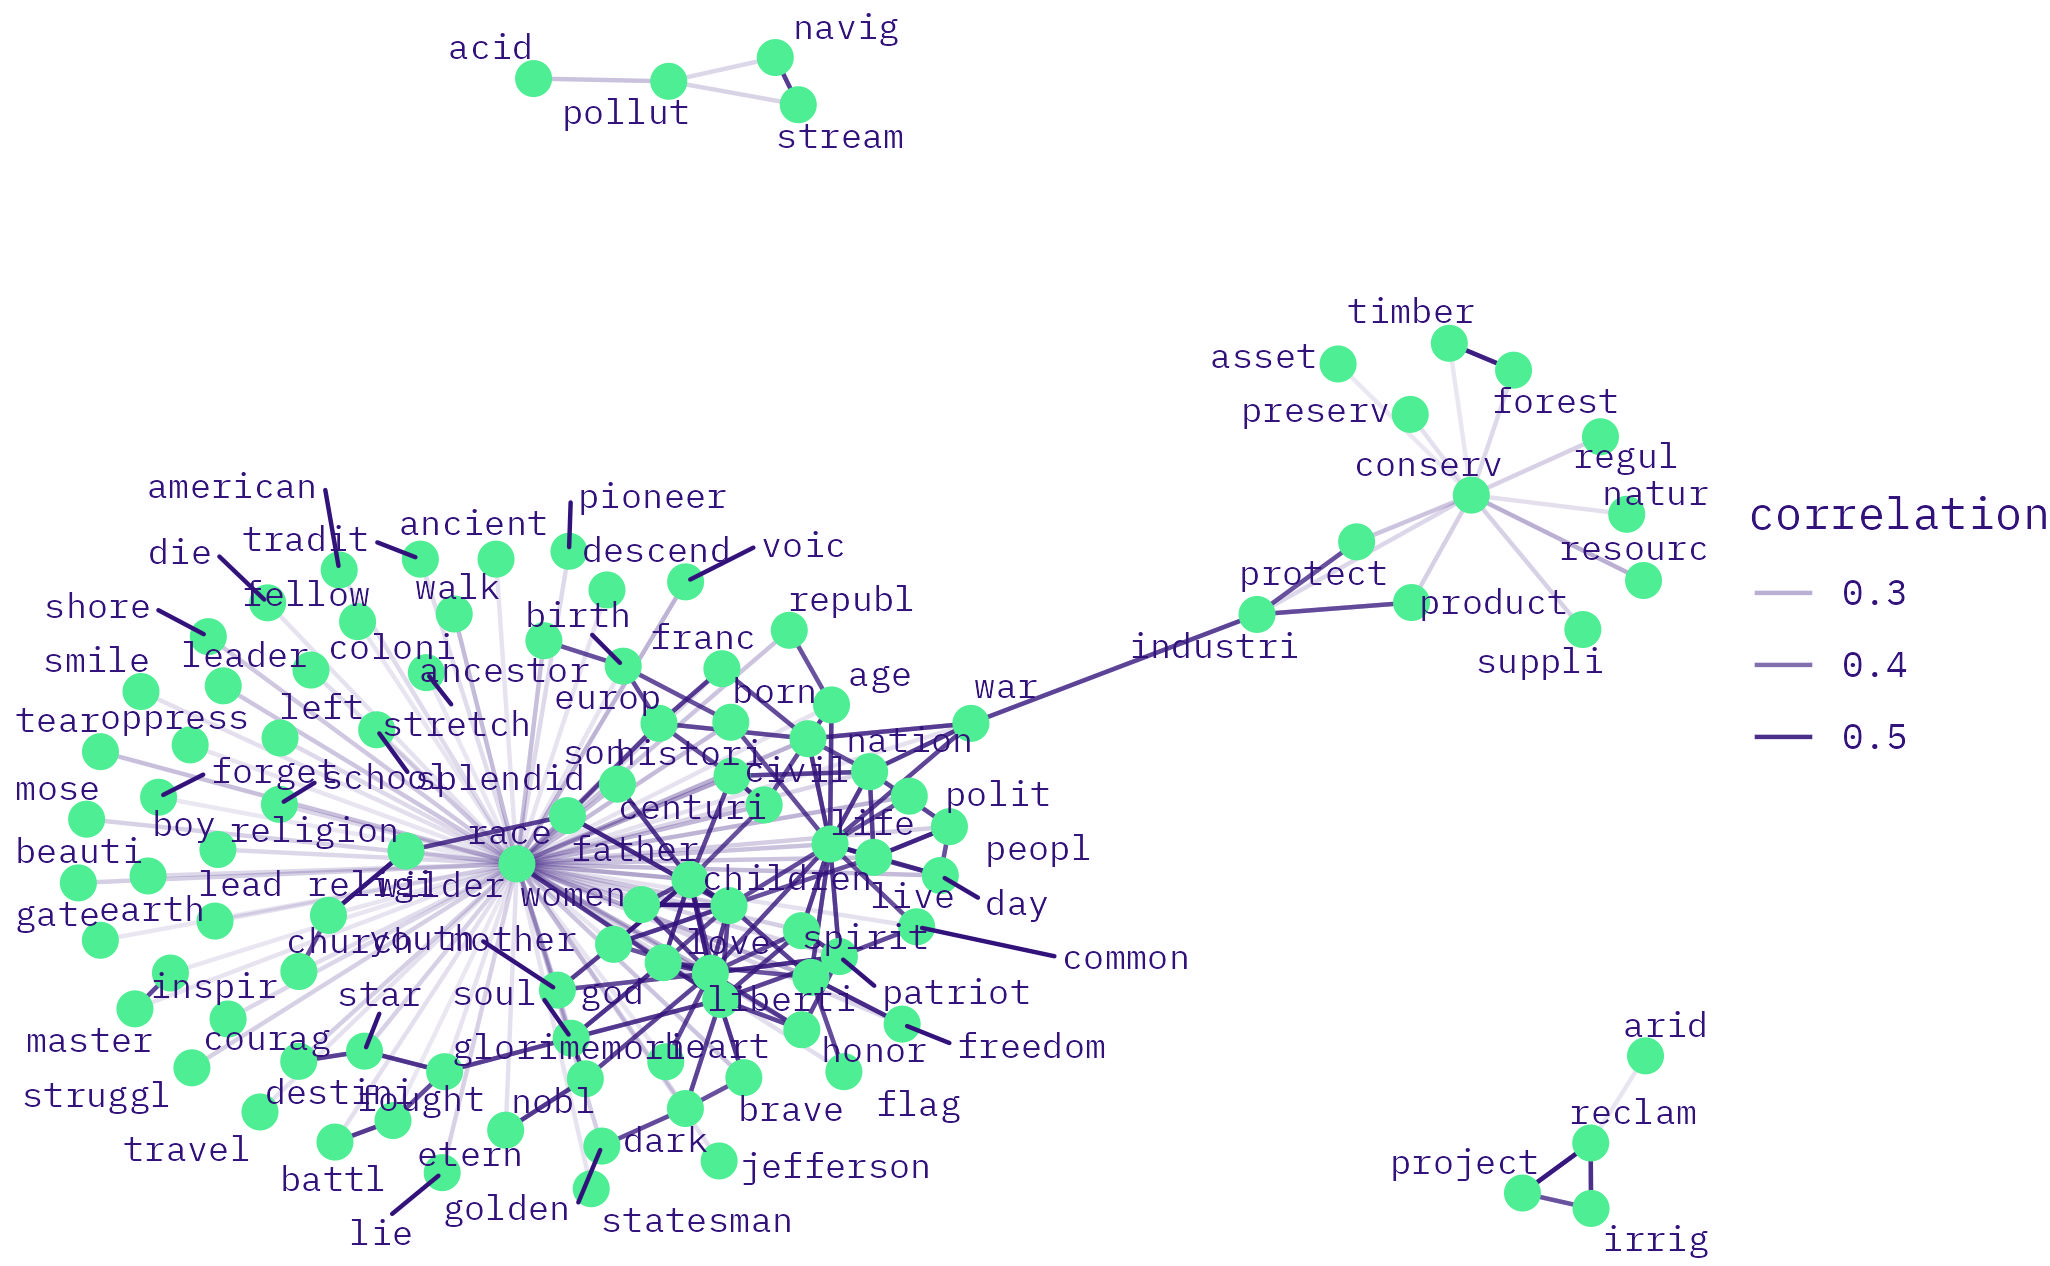 navig
acid
pollut
stream
timber
asset
forest
preserv
regul
conserv
american
natur
pioneer
correlation
ancient
tradit
voic
descend
die
resourc
protect
walk
0.3
fellow
republ
product
shore
birth
franc
coloni
industri
smile
leader
suppli
0.4
ancestor
age
war
born
europ
left
tear
oppress
stretch
nation
0.5
son
histori
civil
forget
school
splendid
mose
polit
centuri
boy
religion
race
life
beauti
father
peopl
lead
religi
wilder
children
women
live
day
gate
earth
church
youth
mother
love
spirit
common
inspir
star
soul
god
liberti
patriot
arid
master
courag
glori
memori
heart
honor
freedom
struggl
destini
fought
nobl
brave
flag
reclam
travel
etern
dark
project
battl
jefferson
golden
statesman
lie
irrig